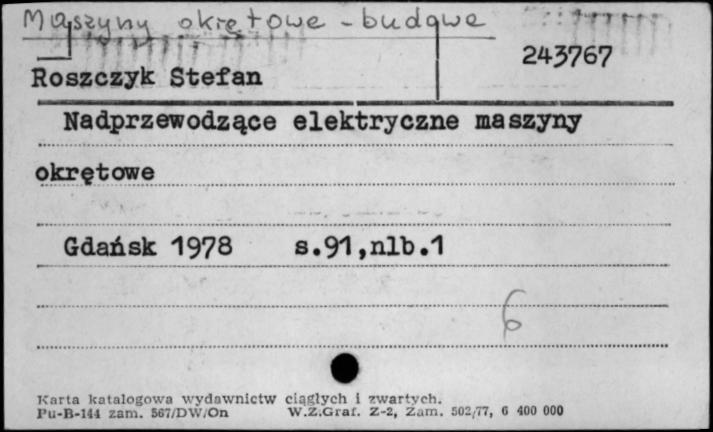 Maszyny okrętowe - budowa
243767
Roszczyk Stefan
Nadprzewodzące elektryczne maszyny
okrętowe
Gdańsk 1978 s.91,nlb.1
6
Karta katalogowa wydawnictw ciągłych i zwartych.
Pu-B-144 zam. 567/DW/On W.Z.Graf. Z-2, Zam. 502/77, 6 400 000